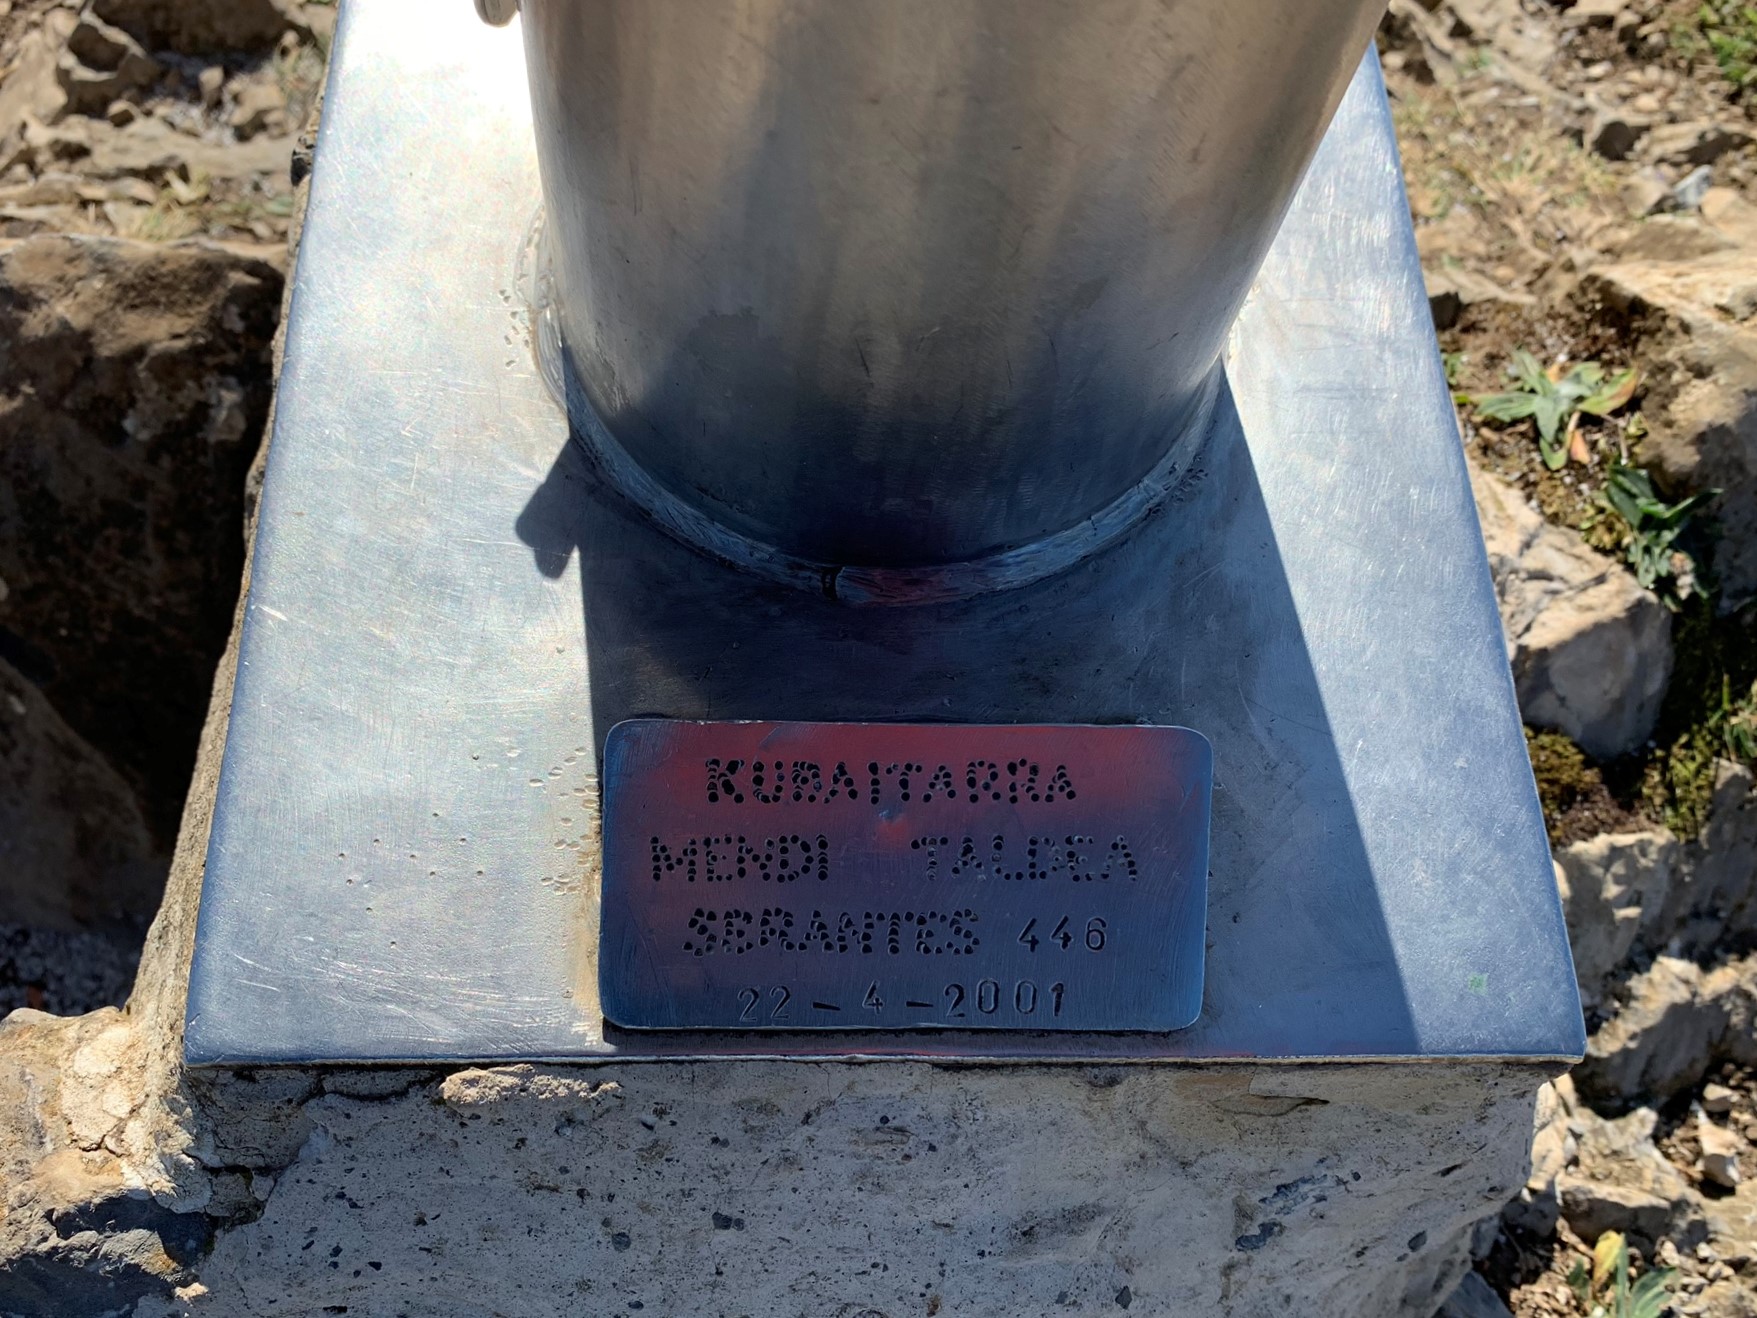 KUBAITARRA
MENDI TALDEA
SERANTES 446
22-4-2001